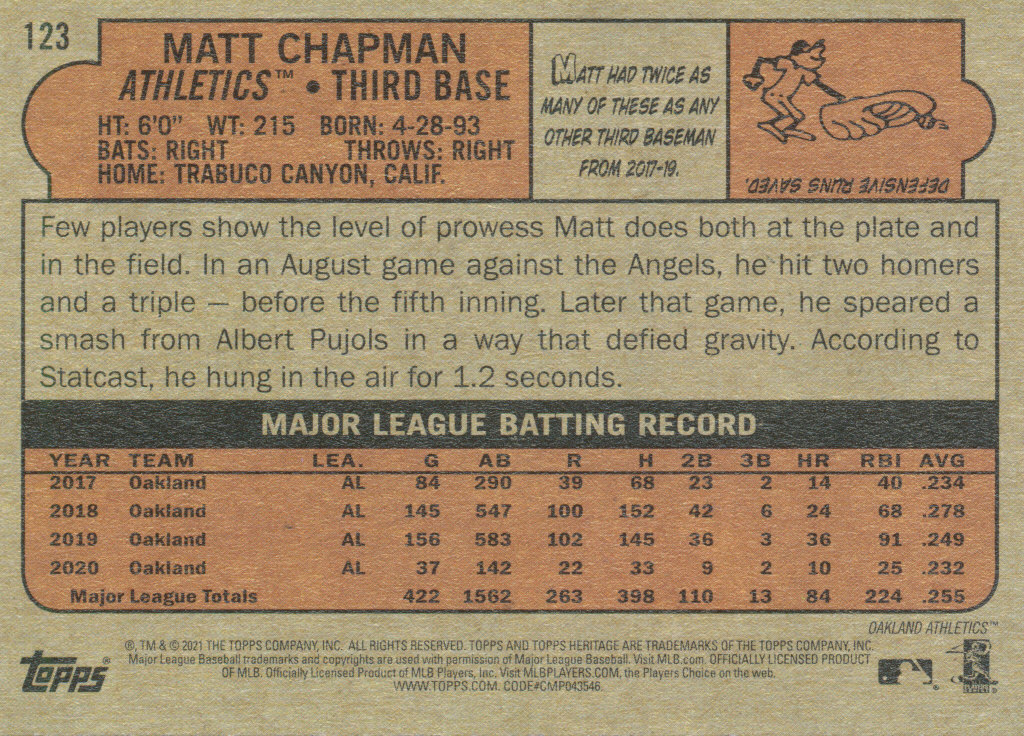 123
MATT CHAPMAN
ATHLETICS™ • THIRD BASE
HT: 6'0" WT: 215 BORN: 4-28-93
BATS: RIGHT THROWS: RIGHT
HOME: TRABUCO CANYON, CALIF.
MATT HAD TWICE AS
MANY OF THESE AS ANY
OTHER THIRD BASEMAN
FROM 2017-19.
DEFENSIVE RUNS SAVED.
Few players show the level of prowess Matt does both at the plate and
in the field. In an August game against the Angels, he hit two homers
and a triple — before the fifth inning. Later that game, he speared a
smash from Albert Pujols in a way that defied gravity. According to
Statcast, he hung in the air for 1.2 seconds.
MAJOR LEAGUE BATTING RECORD
YEAR TEAM LEA. G AB R H 2B 3B HR RBI AVG
2017 Oakland AL 84 290 39 68 23 2 14 40 .234
2018 Oakland AL 145 547 100 152 42 6 24 68 .278
2019 Oakland AL 156 583 102 145 36 3 36 91 .249
2020 Oakland AL 37 142 22 33 9 2 10 25 .232
Major League Totals 422 1562 263 398 110 13 84 224 .255
OAKLAND ATHLETICS™
®, TM & © 2021 THE TOPPS COMPANY, INC. ALL RIGHTS RESERVED. TOPPS AND TOPPS HERITAGE ARE TRADEMARKS OF THE TOPPS COMPANY, INC.
Major League Baseball trademarks and copyrights are used with permission of Major League Baseball. Visit MLB.com. OFFICIALLY LICENSED PRODUCT
OF MLB. Officially Licensed Product of MLB Players, Inc. Visit MLBPLAYERS.COM, the Players Choice on the web.
WWW.TOPPS.COM. CODE#CMP043546.
TOPPS®